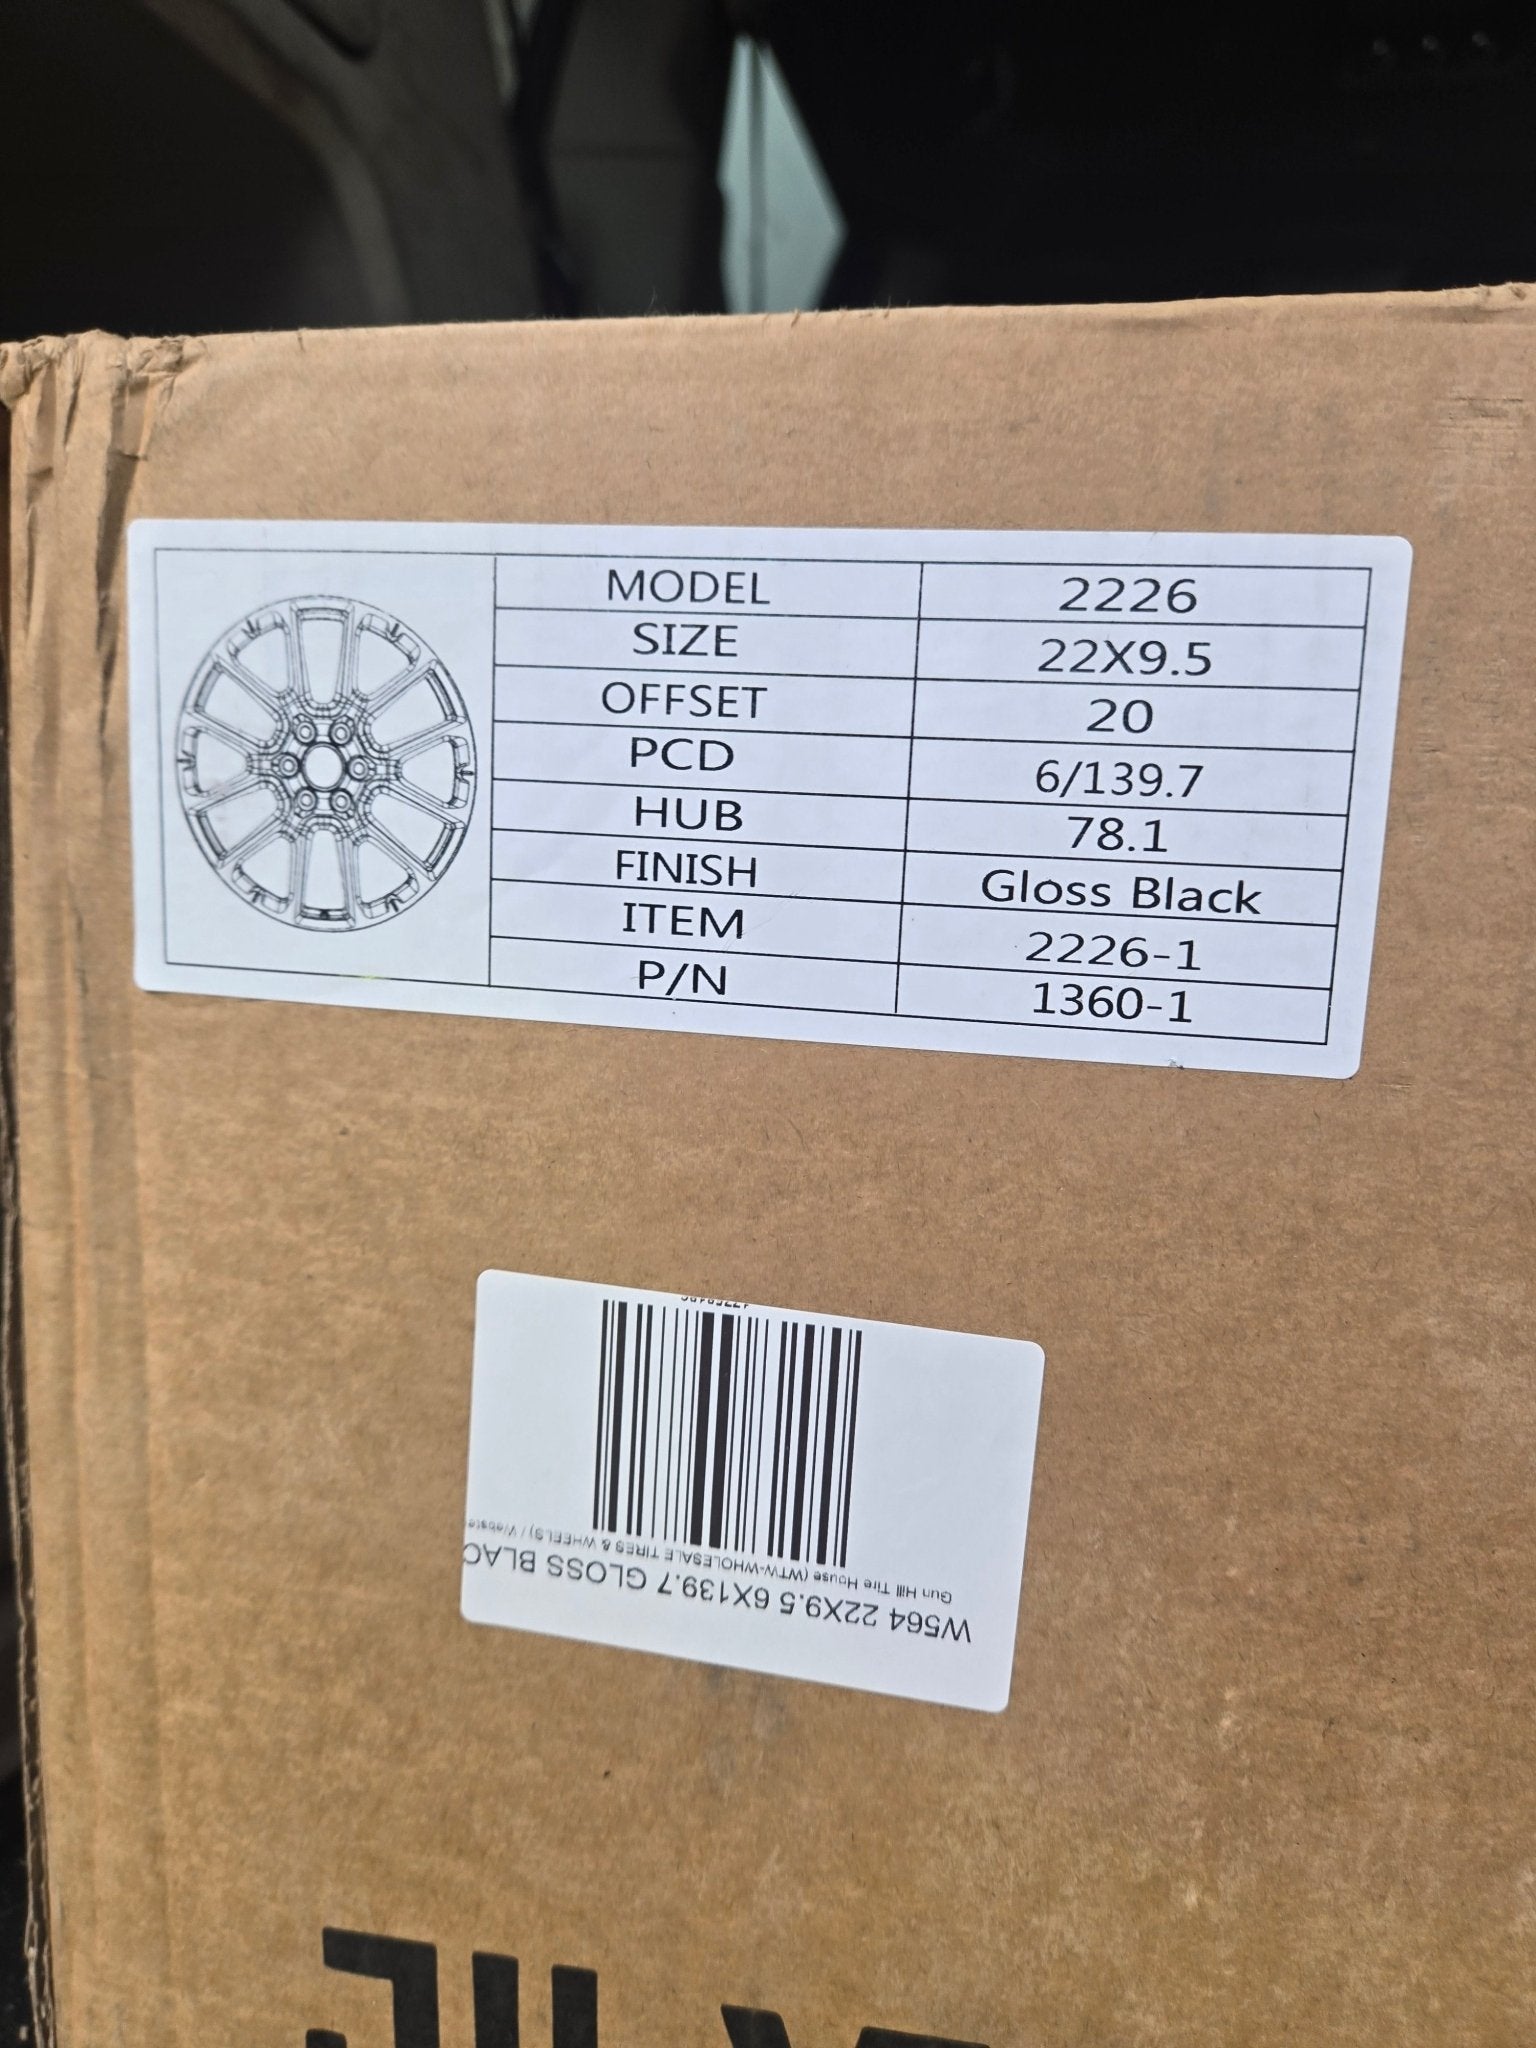 MODEL 2226
SIZE 22X9.5
OFFSET 20
PCD 6/139.7
HUB 78.1
FINISH Gloss Black
ITEM 2226-1
P/N 1360-1
W564 22X9.5 6X139.7 GLOSS BLAC
Gun Hill Tire House (WTW-WHOLESALE TIRES & WHEELS) / Website